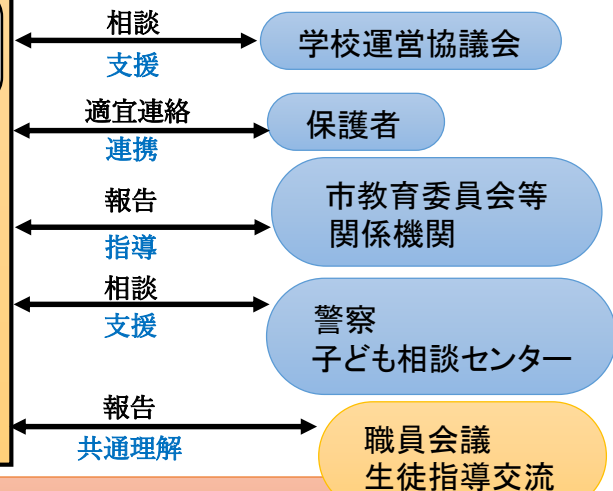 相談
支援
学校運営協議会
適宜連絡
連携
保護者
報告
指導
市教育委員会等
関係機関
相談
支援
警察
子ども相談センター
報告
共通理解
職員会議
生徒指導交流